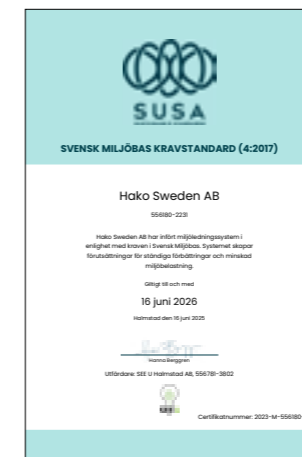 SUSA
SVENSK MILJÖBAS KRAVSTANDARD (4:2017)
Hako Sweden AB
556180-2231
Hako Sweden AB har infört miljöledningssystem i
enlighet med kraven i Svensk Miljöbas. Systemet skapar
förutsättningar för ständiga förbättringar och minskad
miljöbelastning.
Giltigt till och med
16 juni 2026
Halmstad den 16 juni 2025
Hanna Berggren
Utfärdare: SEE U Halmstad AB, 556781-3802
Certifikatnummer: 2023-M-556180-